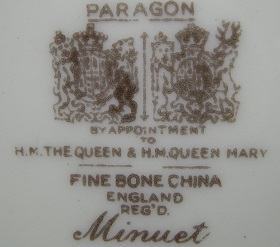 PARAGON
BY APPOINTMENT
TO
H.M. THE QUEEN & H.M. QUEEN MARY
FINE BONE CHINA
ENGLAND
REG'D.
Minuet